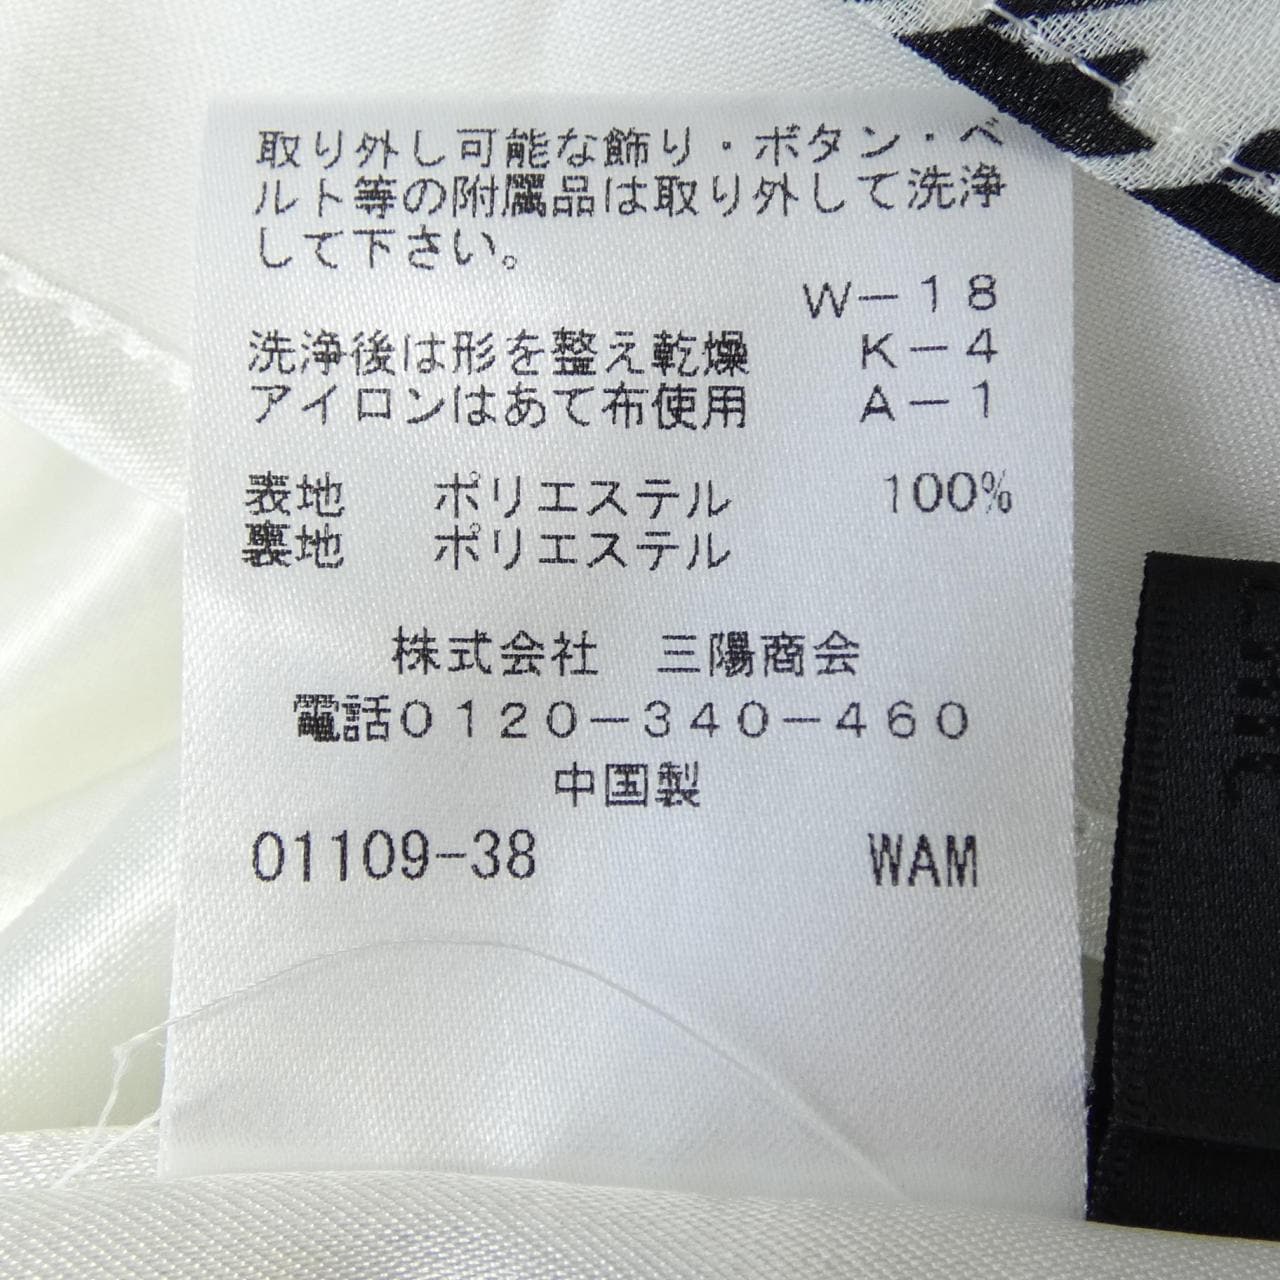 取り外し可能な飾り・ボタン・ベ
ルト等の附属品は取り外して洗浄
して下さい。
W－１８
洗浄後は形を整え乾燥 K－４
アイロンはあて布使用 A－１
表地 ポリエステル 100%
裏地 ポリエステル
株式会社 三陽商会
電話０１２０－３４０－４６０
中国製
01109-38 WAM